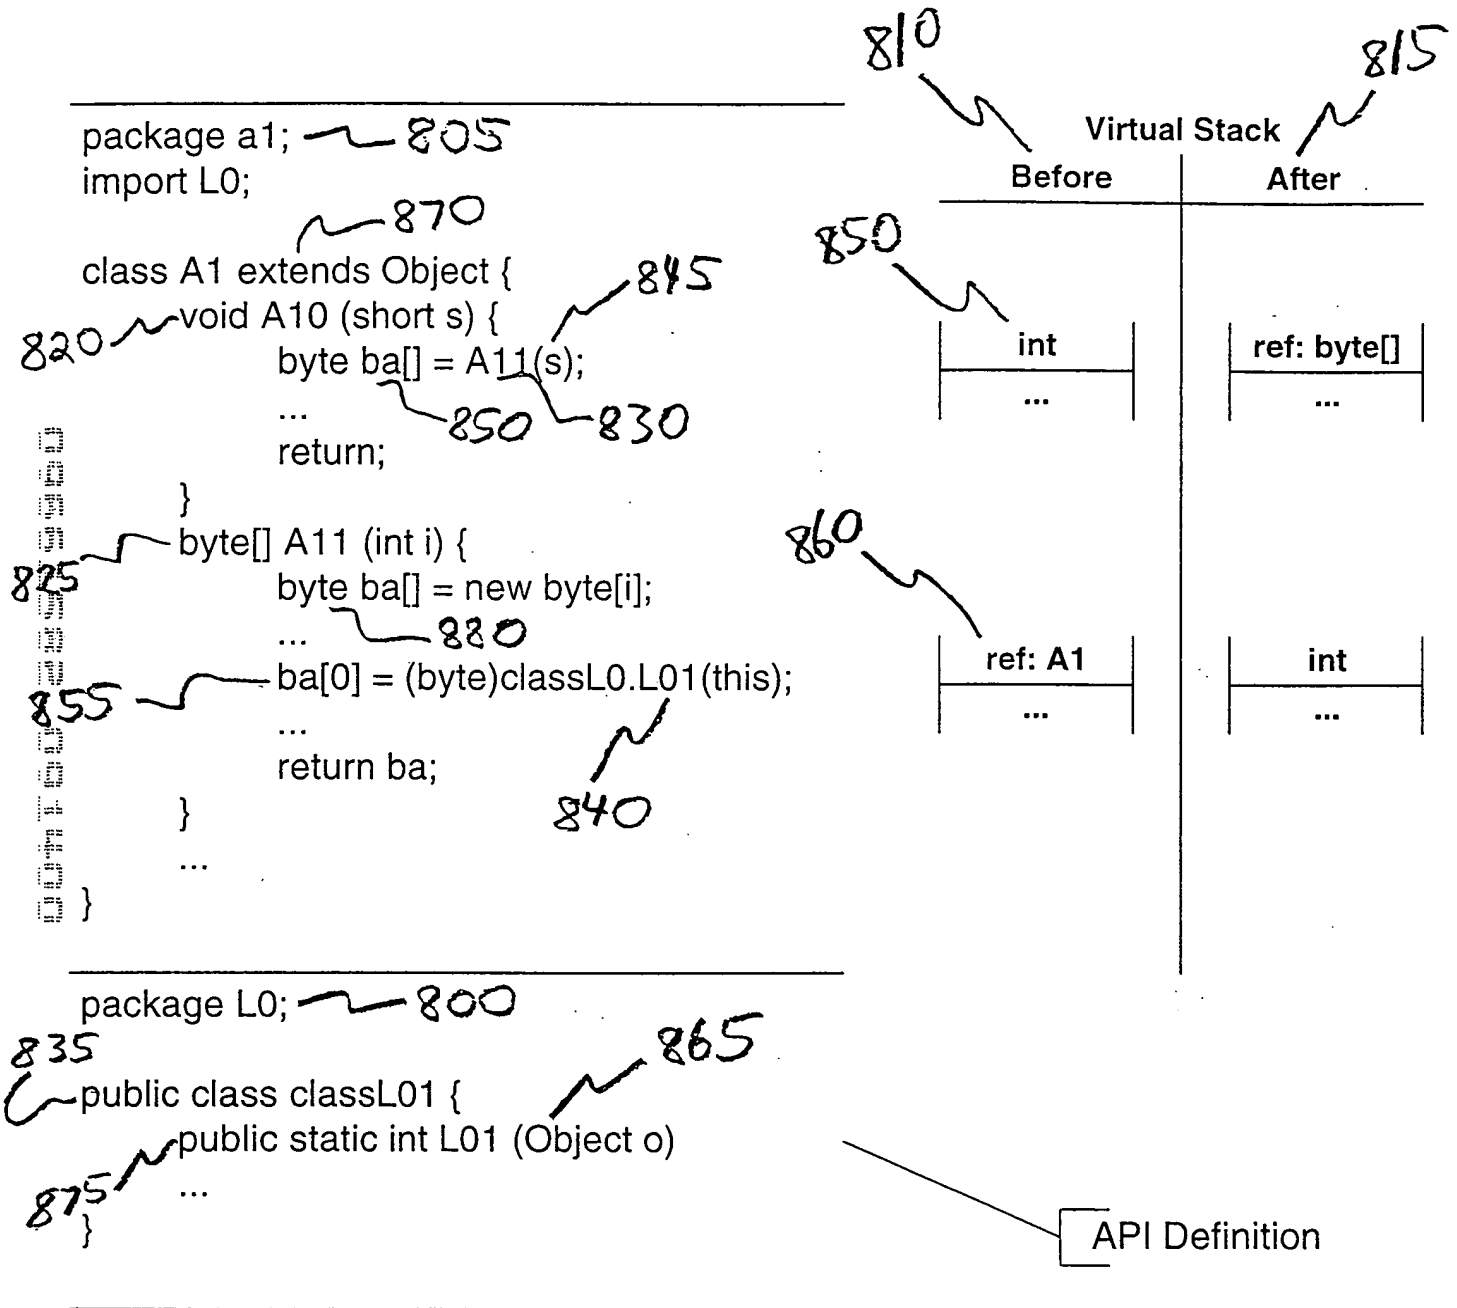 810
815
package a1; 805
Virtual Stack
import L0;
Before After
870
class A1 extends Object {
845
850
820 void A10 (short s) {
byte ba[] = A11(s);
int
ref: byte[]
...
...
...
850 830
return;
}
825 byte[] A11 (int i) {
860
byte ba[] = new byte[i];
... 880
855 ba[0] = (byte)classL0.L01(this);
ref: A1
int
...
...
...
return ba;
840
}
...
}
package L0; 800
835
865
public class classL01 {
public static int L01 (Object o)
875 ...
}
API Definition